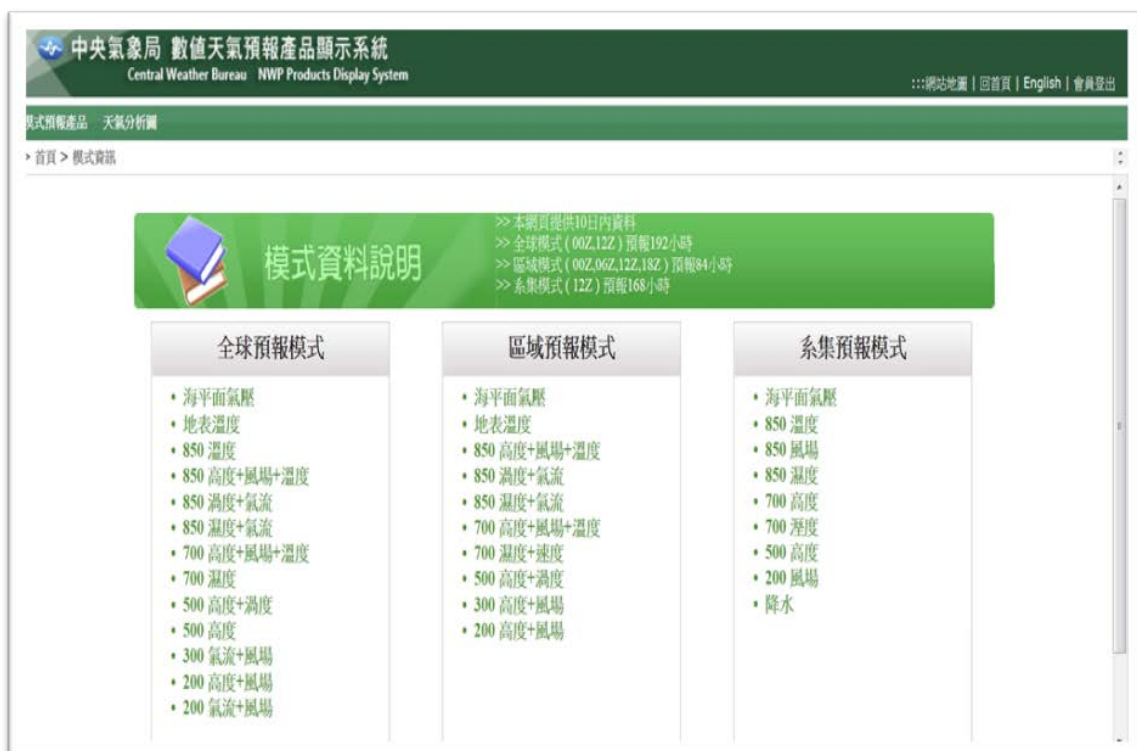 中央氣象局 數值天氣預報產品顯示系統
Central Weather Bureau NWP Products Display System
:::網站地圖 | 回首頁 | English | 會員登出
模式預報產品 天氣分析圖
首頁 > 模式資訊
模式資料說明
>> 本網頁提供10日內資料
>> 全球模式 ( 00Z,12Z ) 預報192小時
>> 區域模式 ( 00Z,06Z,12Z,18Z ) 預報84小時
>> 系集模式 ( 12Z ) 預報168小時
全球預報模式
• 海平面氣壓
• 地表溫度
• 850 溫度
• 850 高度+風場+溫度
• 850 渦度+氣流
• 850 濕度+氣流
• 700 高度+風場+溫度
• 700 濕度
• 500 高度+渦度
• 500 高度
• 300 氣流+風場
• 200 高度+風場
• 200 氣流+風場
區域預報模式
• 海平面氣壓
• 地表溫度
• 850 高度+風場+溫度
• 850 渦度+氣流
• 850 濕度+氣流
• 700 高度+風場+溫度
• 700 濕度+速度
• 500 高度+渦度
• 300 高度+風場
• 200 高度+風場
系集預報模式
• 海平面氣壓
• 850 溫度
• 850 風場
• 850 濕度
• 700 高度
• 700 溼度
• 500 高度
• 200 風場
• 降水